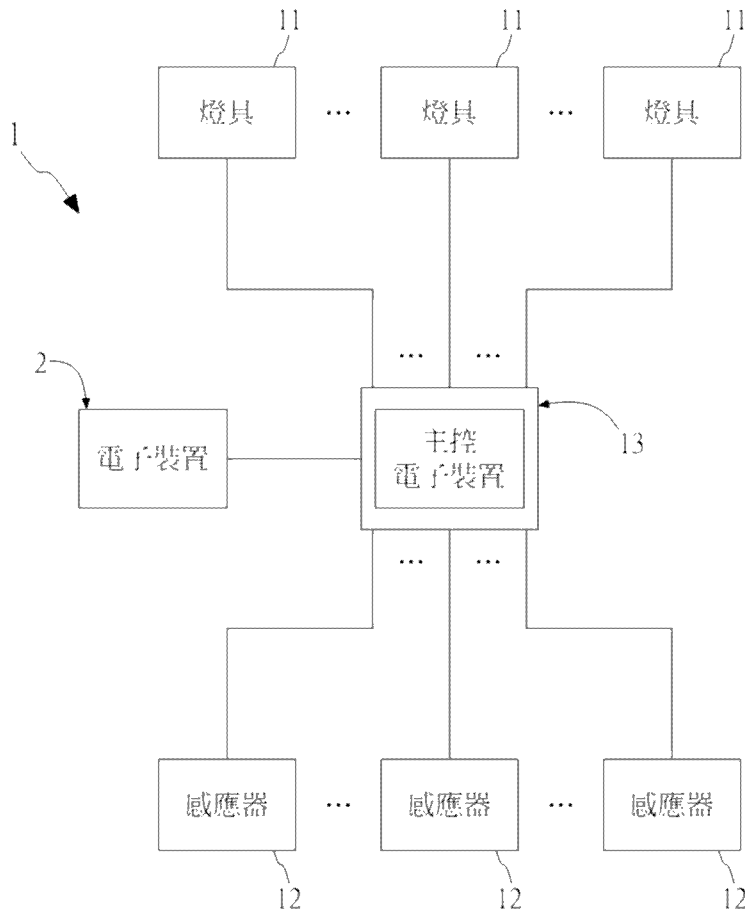 11 11 11
燈具 … 燈具 … 燈具
1
… …
2
13
電子裝置
主控
電子裝置
… …
感應器 … 感應器 … 感應器
12 12 12